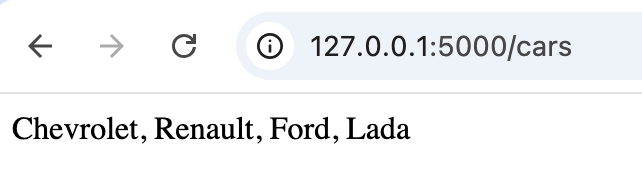 127.0.0.1:5000/cars
Chevrolet, Renault, Ford, Lada